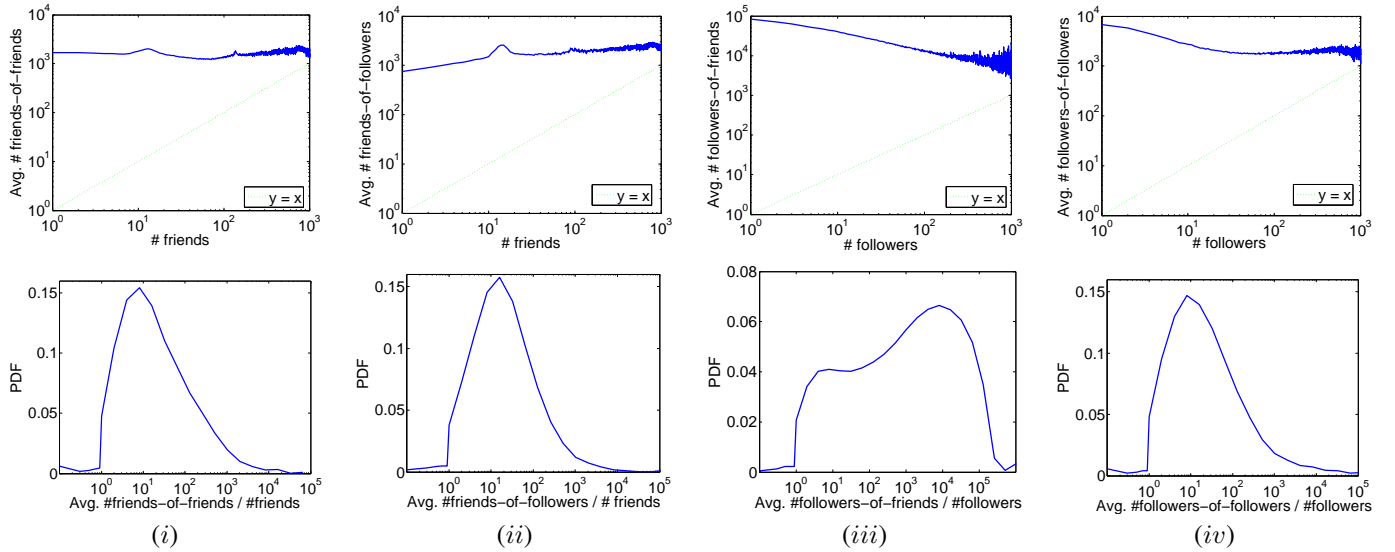 Avg. # friends−of−friends
10^4
10^3
10^2
10^1
10^0
10^0 10^1 10^2 10^3
# friends
y = x
Avg. # friends−of−followers
10^4
10^3
10^2
10^1
10^0
10^0 10^1 10^2 10^3
# friends
y = x
Avg. # followers−of−friends
10^5
10^4
10^3
10^2
10^1
10^0
10^0 10^1 10^2 10^3
# followers
y = x
Avg. # followers−of−followers
10^4
10^3
10^2
10^1
10^0
10^0 10^1 10^2 10^3
# followers
y = x
PDF
0.15
0.1
0.05
0
10^0 10^1 10^2 10^3 10^4 10^5
Avg. #friends−of−friends / #friends
(i)
PDF
0.15
0.1
0.05
0
10^0 10^1 10^2 10^3 10^4 10^5
Avg. #friends−of−followers / # friends
(ii)
PDF
0.08
0.06
0.04
0.02
0
10^0 10^1 10^2 10^3 10^4 10^5
Avg. #followers−of−friends / #followers
(iii)
PDF
0.15
0.1
0.05
0
10^0 10^1 10^2 10^3 10^4 10^5
Avg. #followers−of−followers / #followers
(iv)